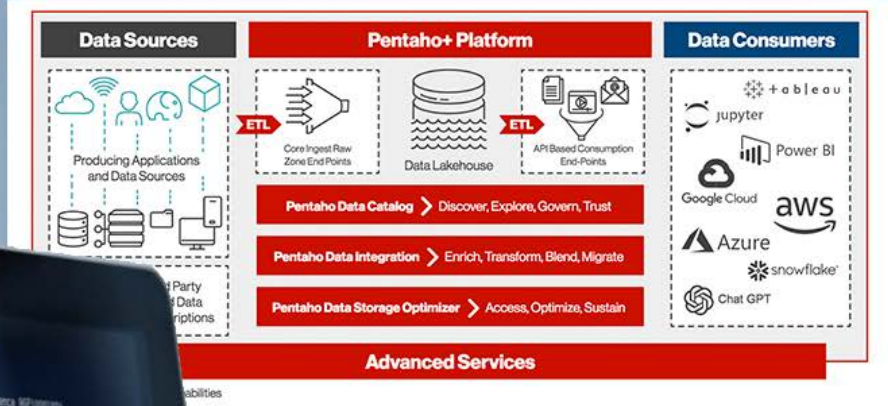 Data Sources
Pentaho+ Platform
Data Consumers
Producing Applications
and Data Sources
ETL
Core Ingest Raw
Zone End Points
Data Lakehouse
ETL
API Based Consumption
End-Points
Pentaho Data Catalog > Discover, Explore, Govern, Trust
Pentaho Data Integration > Enrich, Transform, Blend, Migrate
Pentaho Data Storage Optimizer > Access, Optimize, Sustain
+ a b l e a u
jupyter
Power BI
Google Cloud
aws
Azure
snowflake
Chat GPT
Party
Data
Advanced Services